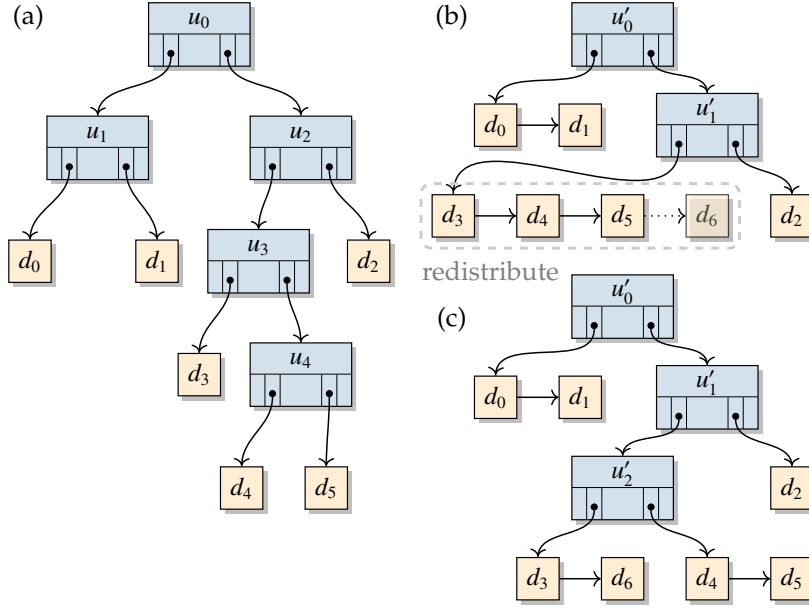 (a)
u₀
u₁
u₂
d₀
d₁
u₃
d₂
d₃
u₄
d₄
d₅
(b)
u′₀
d₀
d₁
u′₁
d₃
d₄
d₅
d₆
d₂
redistribute
(c)
u′₀
d₀
d₁
u′₁
u′₂
d₂
d₃
d₆
d₄
d₅